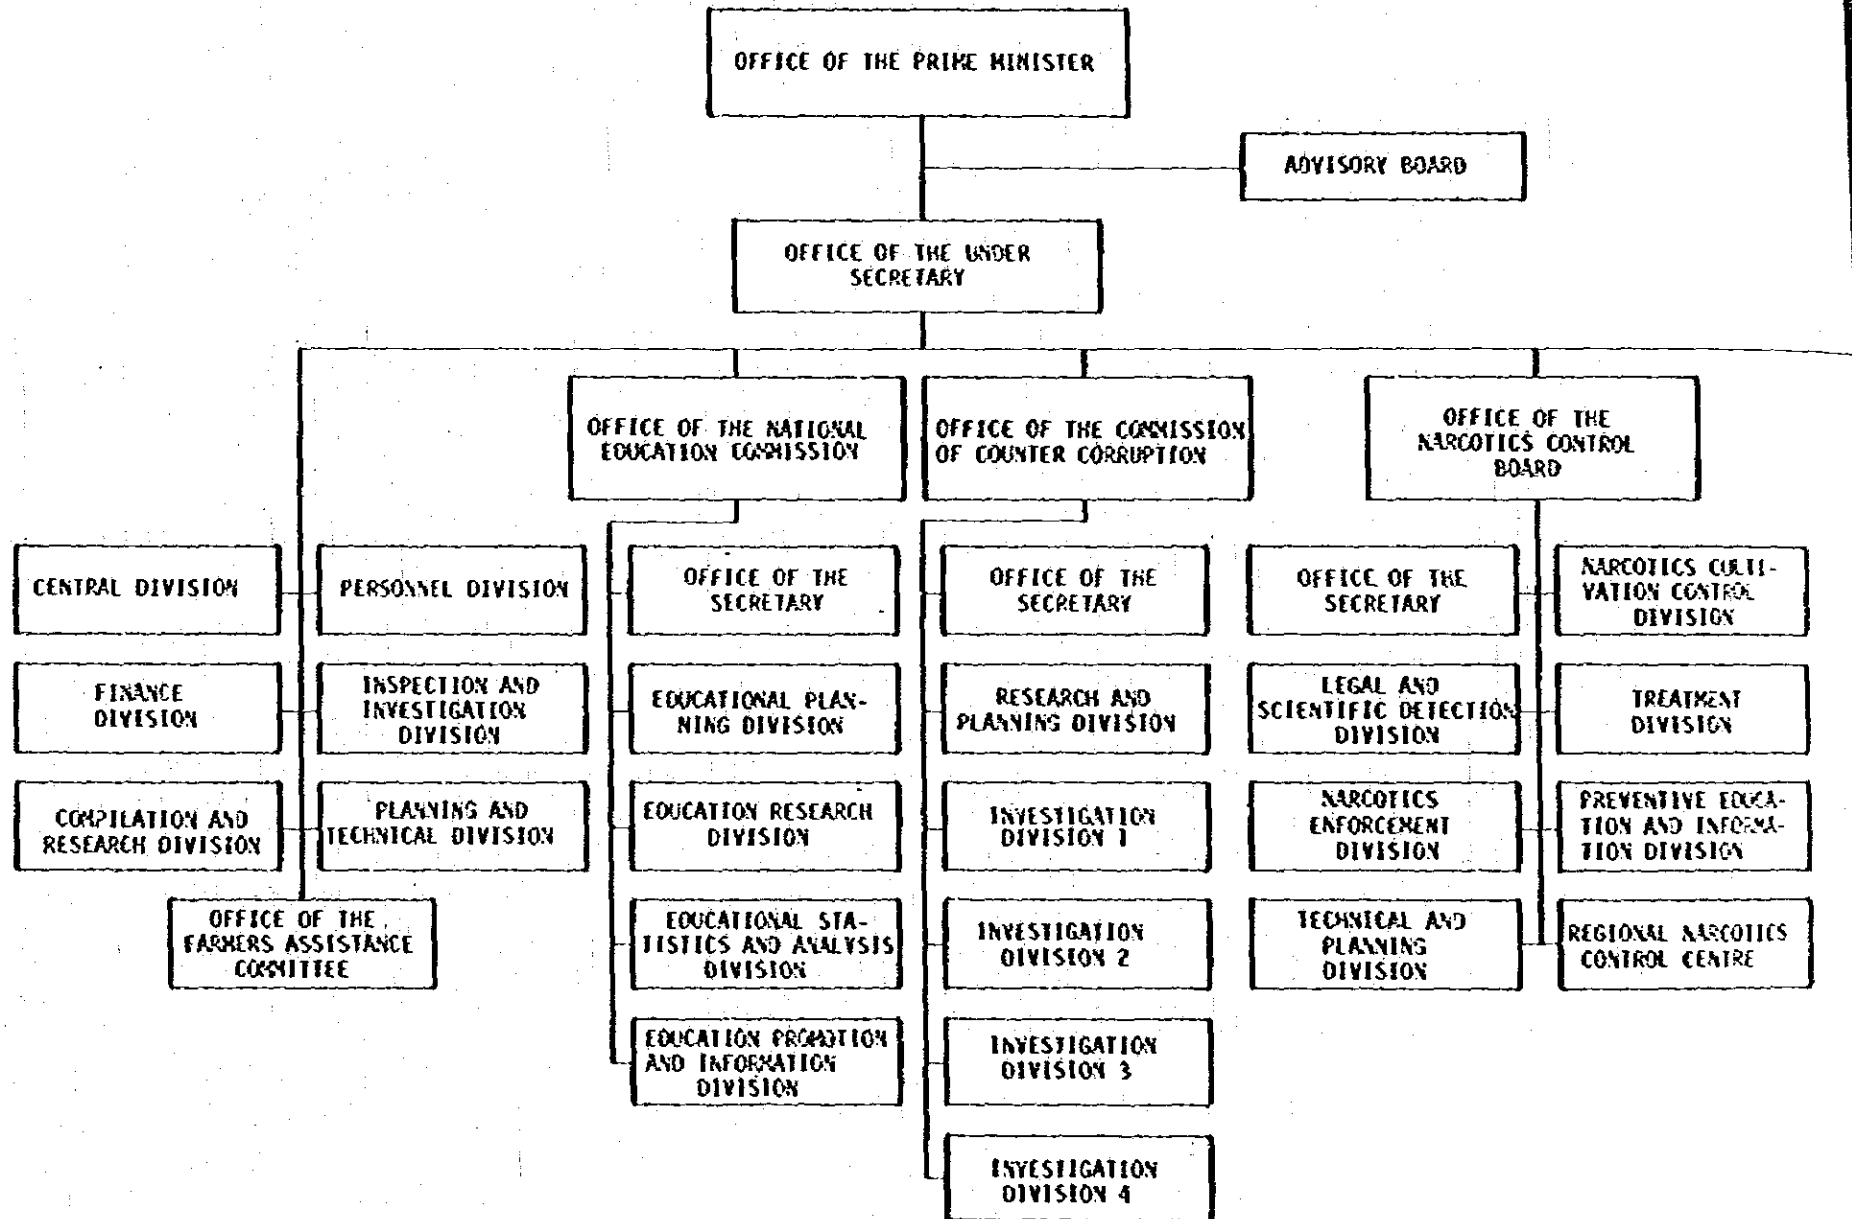 OFFICE OF THE PRIME MINISTER
ADVISORY BOARD
OFFICE OF THE UNDER
SECRETARY
OFFICE OF THE NATIONAL
EDUCATION COMMISSION
OFFICE OF THE COMMISSION
OF COUNTER CORRUPTION
OFFICE OF THE
NARCOTICS CONTROL
BOARD
CENTRAL DIVISION
PERSONNEL DIVISION
OFFICE OF THE
SECRETARY
OFFICE OF THE
SECRETARY
OFFICE OF THE
SECRETARY
NARCOTICS CULTI-
VATION CONTROL
DIVISION
FINANCE
DIVISION
INSPECTION AND
INVESTIGATION
DIVISION
EDUCATIONAL PLAN-
NING DIVISION
RESEARCH AND
PLANNING DIVISION
LEGAL AND
SCIENTIFIC DETECTION
DIVISION
TREATMENT
DIVISION
COMPILATION AND
RESEARCH DIVISION
PLANNING AND
TECHNICAL DIVISION
EDUCATION RESEARCH
DIVISION
INVESTIGATION
DIVISION 1
NARCOTICS
ENFORCEMENT
DIVISION
PREVENTIVE EDUCA-
TION AND INFORMA-
TION DIVISION
OFFICE OF THE
FARMERS ASSISTANCE
COMMITTEE
EDUCATIONAL STA-
TISTICS AND ANALYSIS
DIVISION
INVESTIGATION
DIVISION 2
TECHNICAL AND
PLANNING
DIVISION
REGIONAL NARCOTICS
CONTROL CENTRE
EDUCATION PROMOTION
AND INFORMATION
DIVISION
INVESTIGATION
DIVISION 3
INVESTIGATION
DIVISION 4